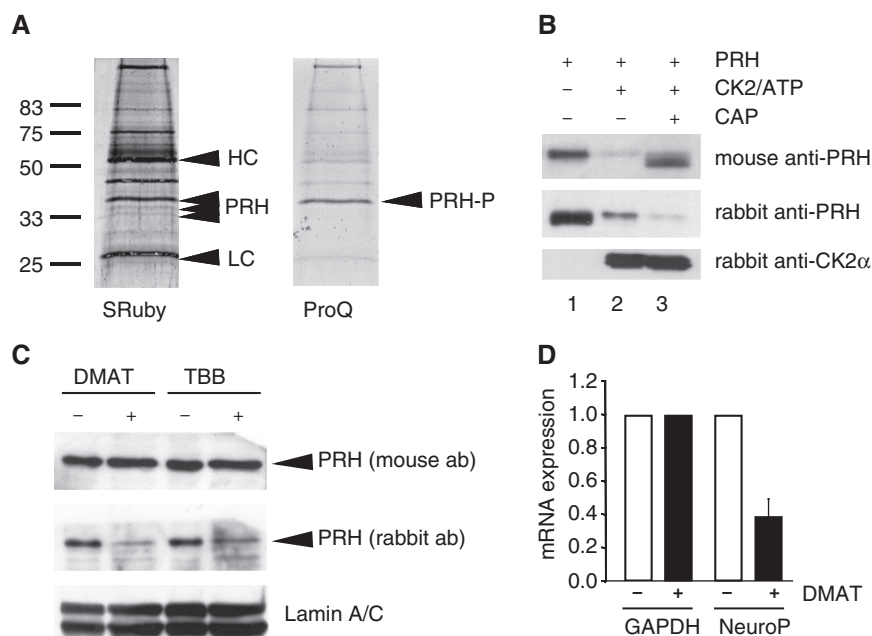 A
83
75
50
33
25
HC
PRH
LC
PRH-P
SRuby
ProQ
B
+ + + PRH
– + + CK2/ATP
– – + CAP
mouse anti-PRH
rabbit anti-PRH
rabbit anti-CK2α
1 2 3
C
DMAT TBB
– + – +
PRH (mouse ab)
PRH (rabbit ab)
Lamin A/C
D
mRNA expression
1.2
1.0
0.8
0.6
0.4
0.2
0.0
– + – + DMAT
GAPDH NeuroP